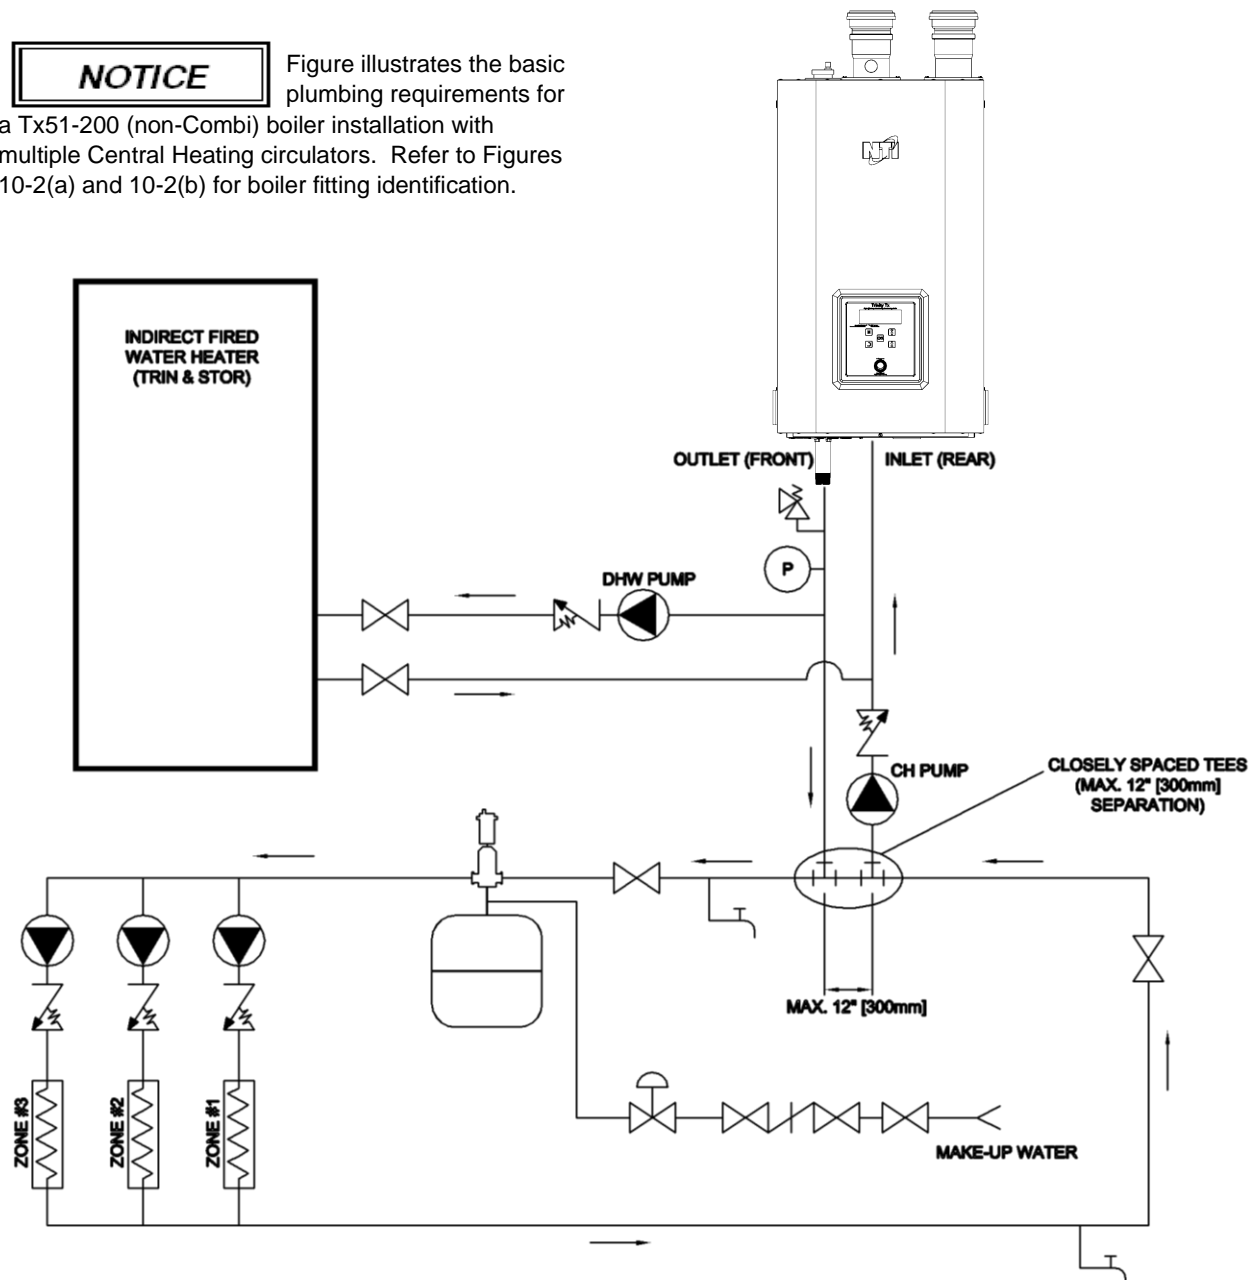 NOTICE
Figure illustrates the basic
plumbing requirements for
a Tx51-200 (non-Combi) boiler installation with
multiple Central Heating circulators.  Refer to Figures
10-2(a) and 10-2(b) for boiler fitting identification.
NTI
Trinity Tx
INDIRECT FIRED
WATER HEATER
(TRIN & STOR)
OUTLET (FRONT)
INLET (REAR)
P
DHW PUMP
CH PUMP
CLOSELY SPACED TEES
(MAX. 12" [300mm]
SEPARATION)
MAX. 12" [300mm]
ZONE #3
ZONE #2
ZONE #1
MAKE-UP WATER